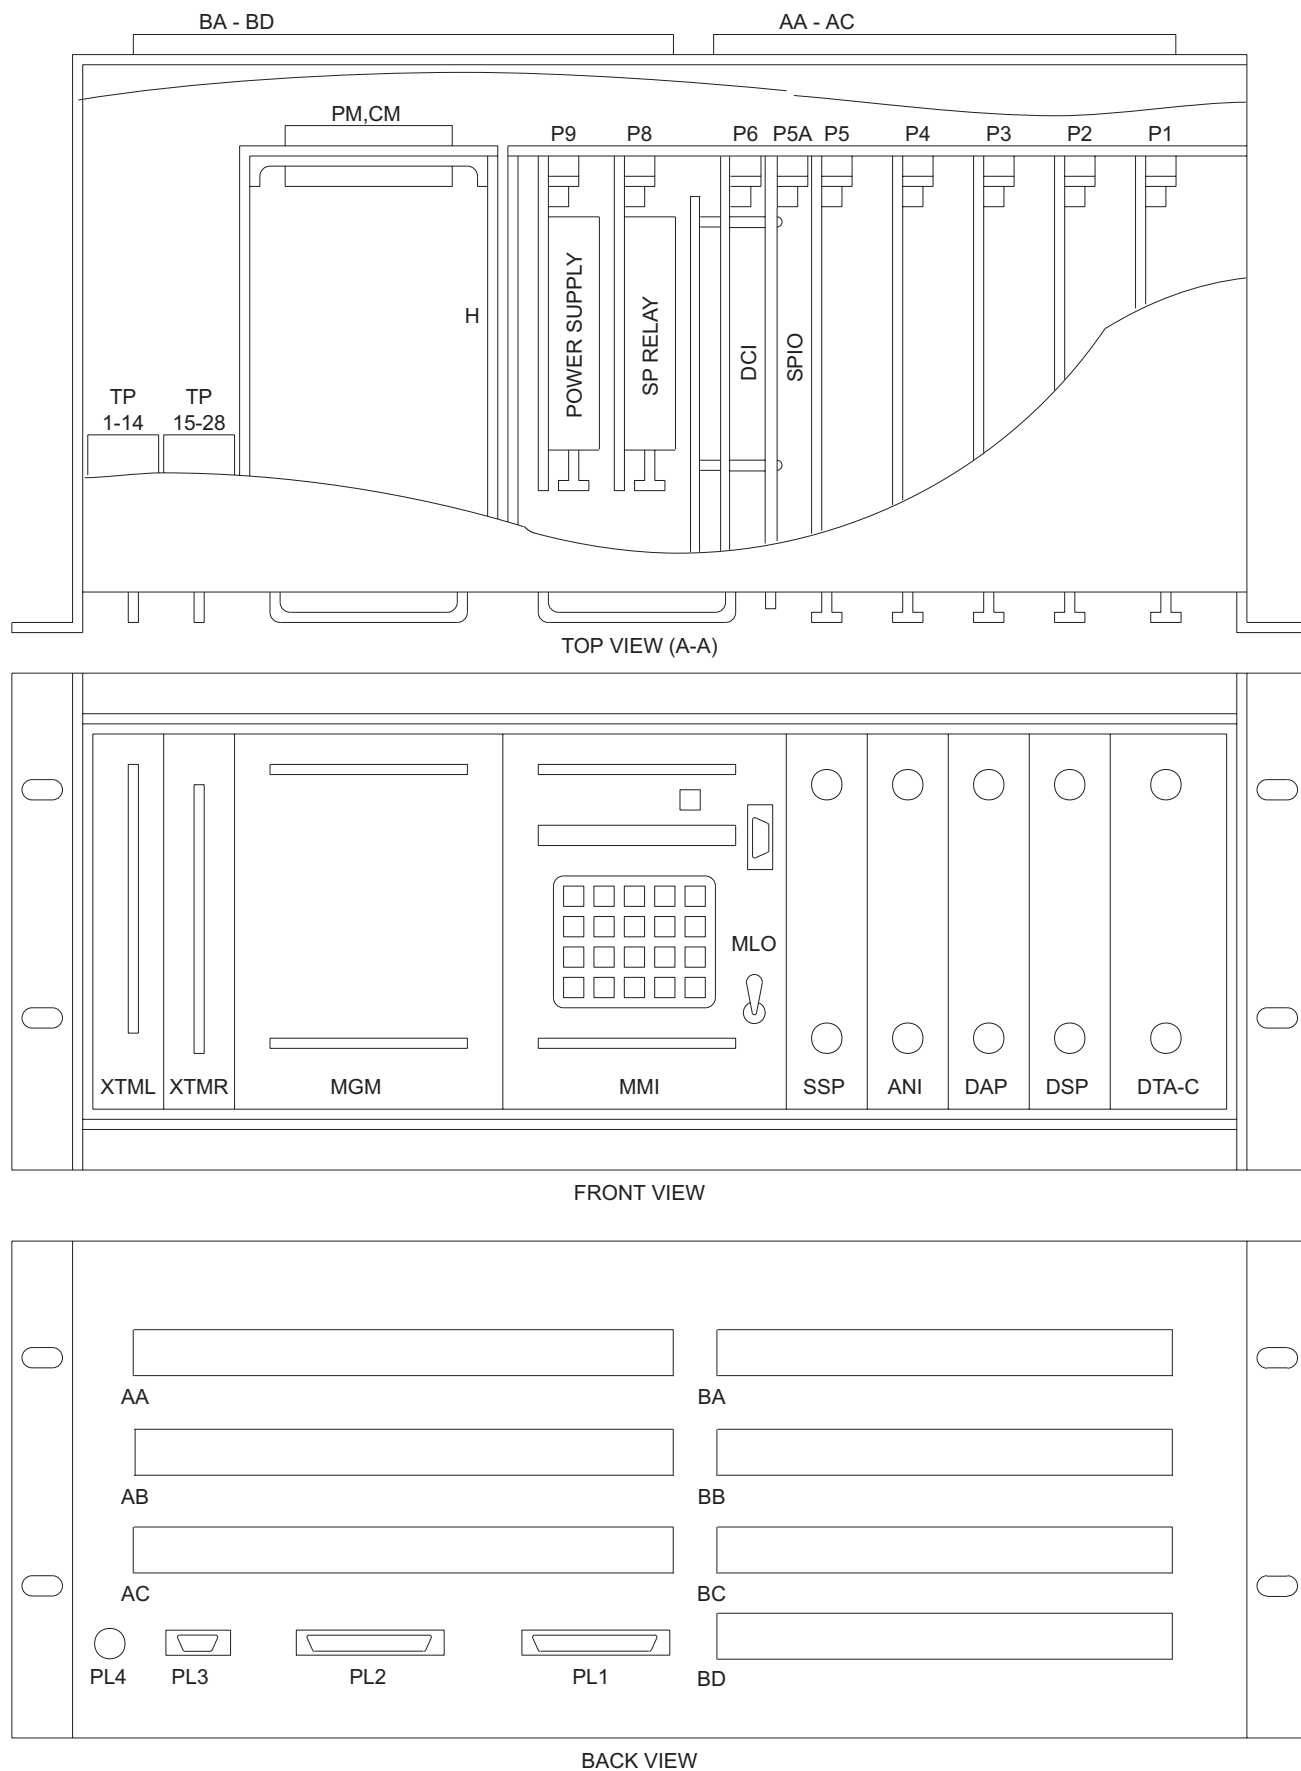 BA - BD
AA - AC
PM,CM
P9
P8
P6
P5A
P5
P4
P3
P2
P1
H
POWER SUPPLY
SP RELAY
DCI
SPIO
TP
1-14
TP
15-28
TOP VIEW (A-A)
MLO
XTML
XTMR
MGM
MMI
SSP
ANI
DAP
DSP
DTA-C
FRONT VIEW
AA
BA
AB
BB
AC
BC
PL4
PL3
PL2
PL1
BD
BACK VIEW